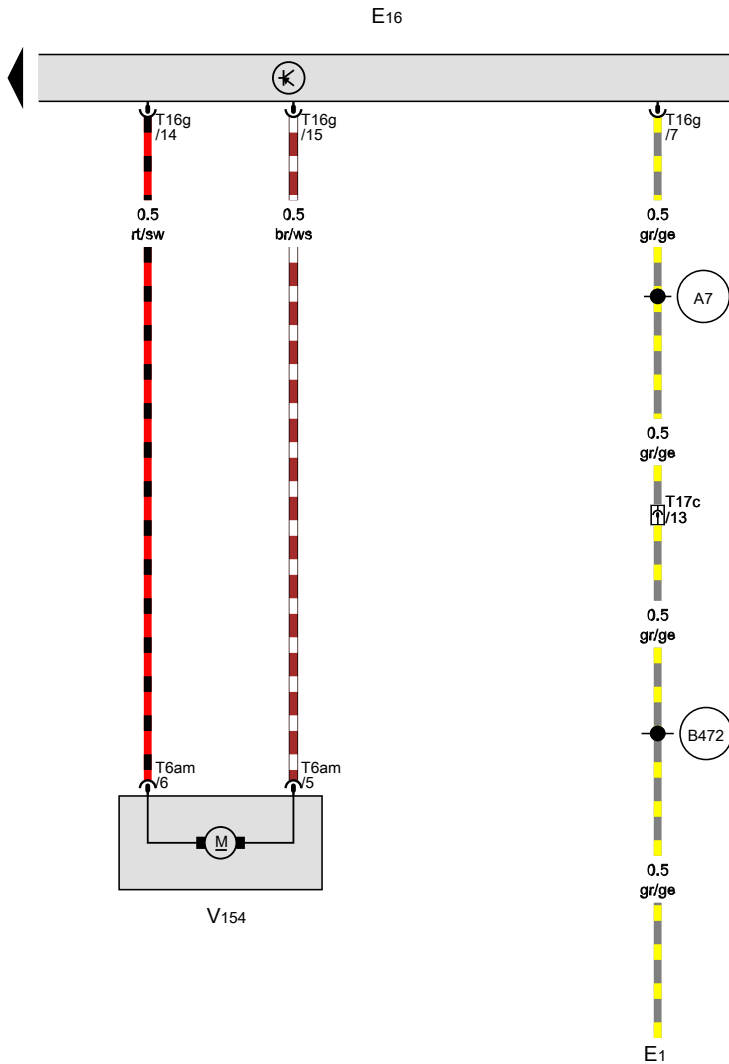 E16
T16g
/14
T16g
/15
T16g
/7
0.5
rt/sw
0.5
br/ws
0.5
gr/ge
A7
0.5
gr/ge
T17c
/13
0.5
gr/ge
B472
T6am
/6
T6am
/5
M
V154
0.5
gr/ge
E1